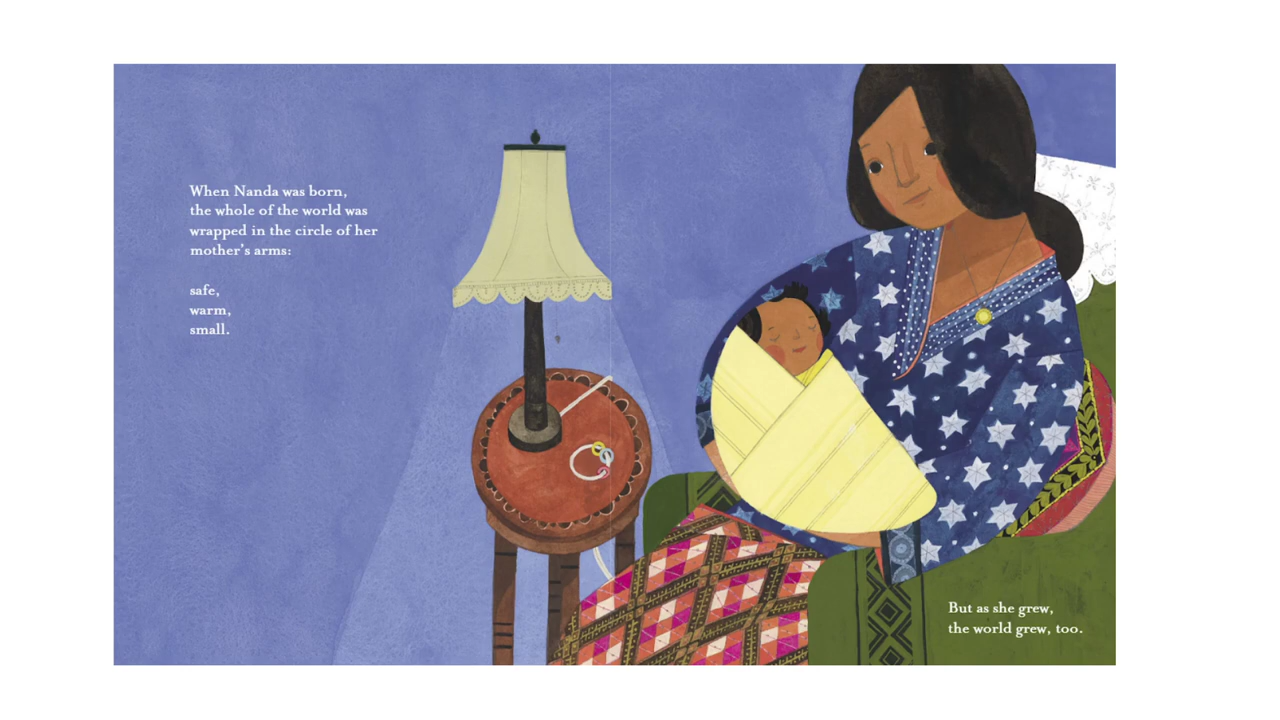 When Nanda was born,
the whole of the world was
wrapped in the circle of her
mother's arms:
safe,
warm,
small.
But as she grew,
the world grew, too.